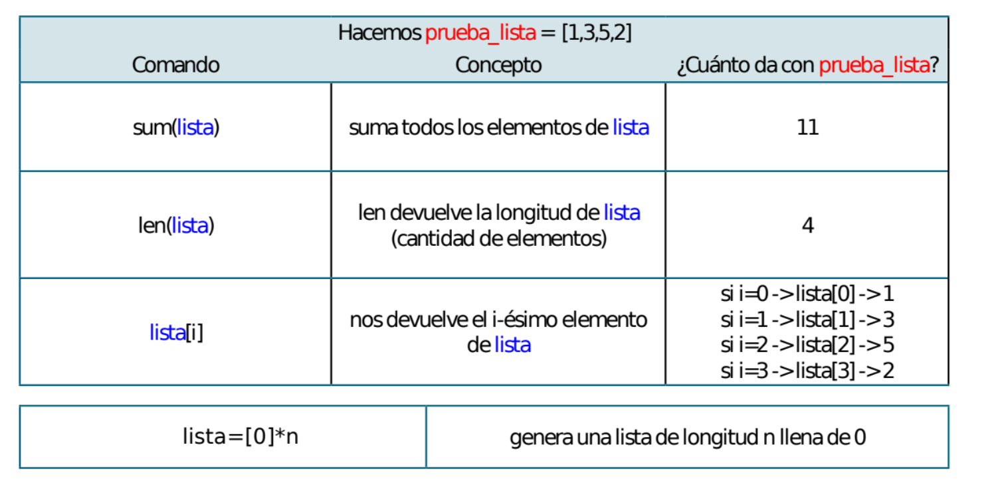 Hacemos prueba_lista = [1,3,5,2]
Comando
Concepto
¿Cuánto da con prueba_lista?
sum(lista)
suma todos los elementos de lista
11
len(lista)
len devuelve la longitud de lista
(cantidad de elementos)
4
lista[i]
nos devuelve el i-ésimo elemento
de lista
si i=0 -> lista[0] -> 1
si i=1 -> lista[1] -> 3
si i=2 -> lista[2] -> 5
si i=3 -> lista[3] -> 2
lista=[0]*n
genera una lista de longitud n llena de 0